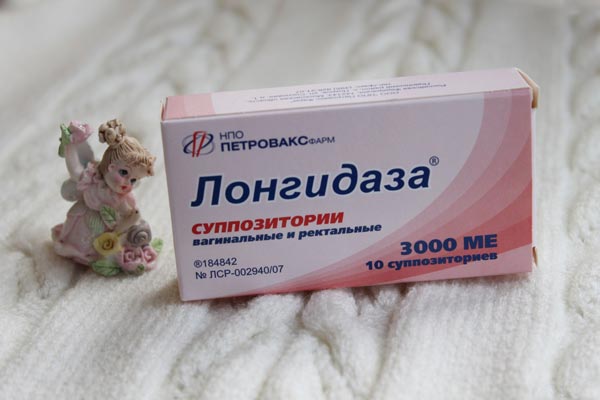 НПО
ПЕТРОВАКС ФАРМ
Лонгидаза®
СУППОЗИТОРИИ
вагинальные и ректальные
®184842
№ ЛСР-002940/07
3000 МЕ
10 суппозиториев